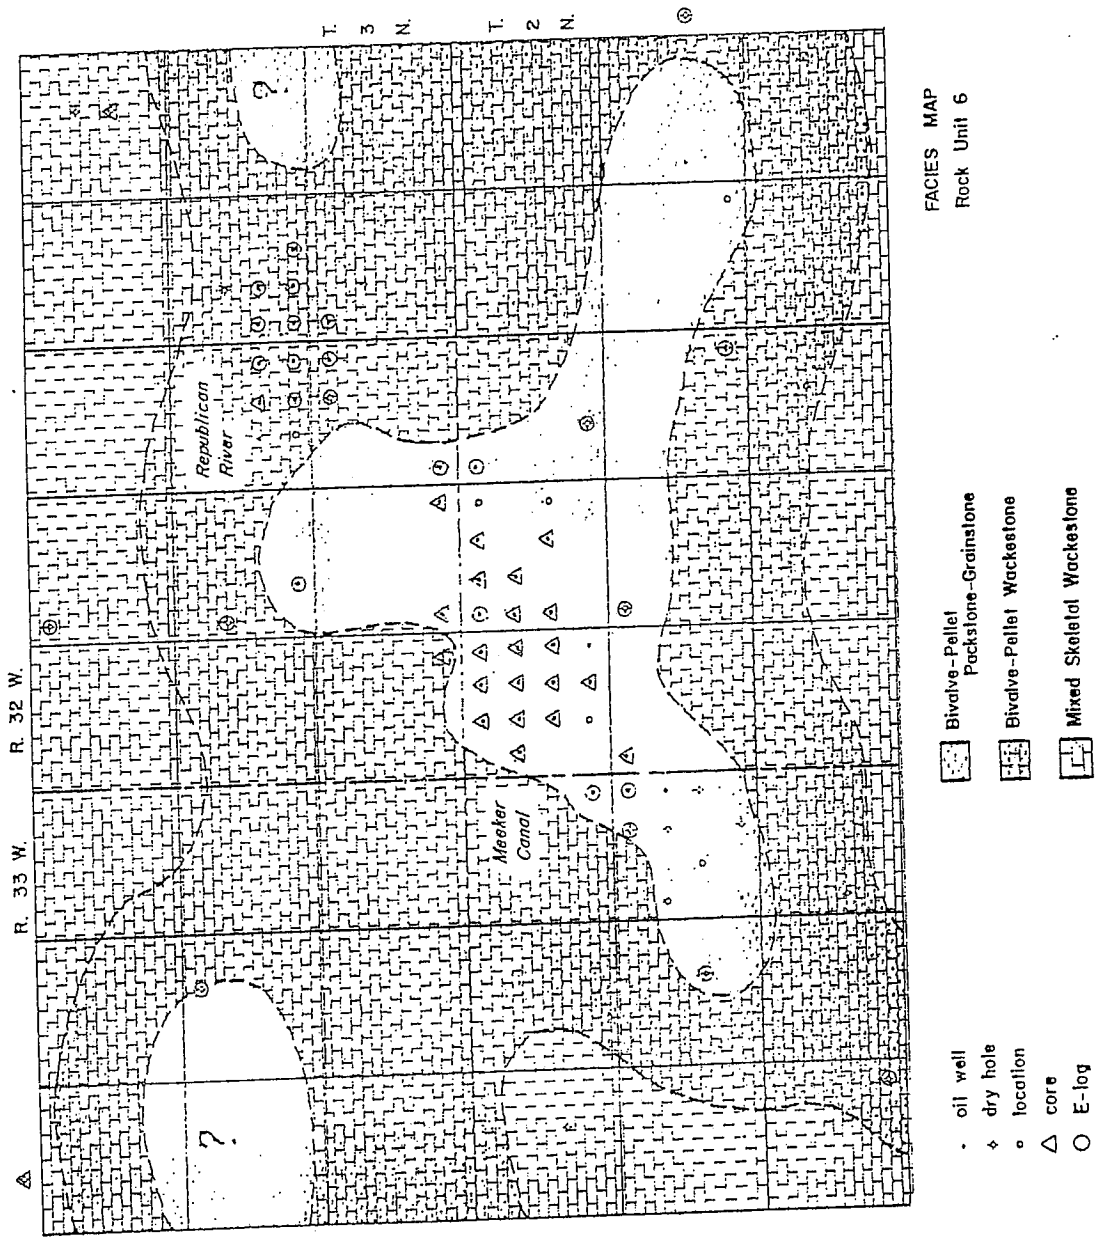 R. 33 W.
R. 32 W.
T.
3
N.
T.
2
N.
?
?
Republican
River
Meeker
Canal
FACIES MAP
Rock Unit 6
Bivalve-Pellet
Packstone-Grainstone
Bivalve-Pellet Wackestone
Mixed Skeletal Wackestone
oil well
dry hole
location
core
E-log